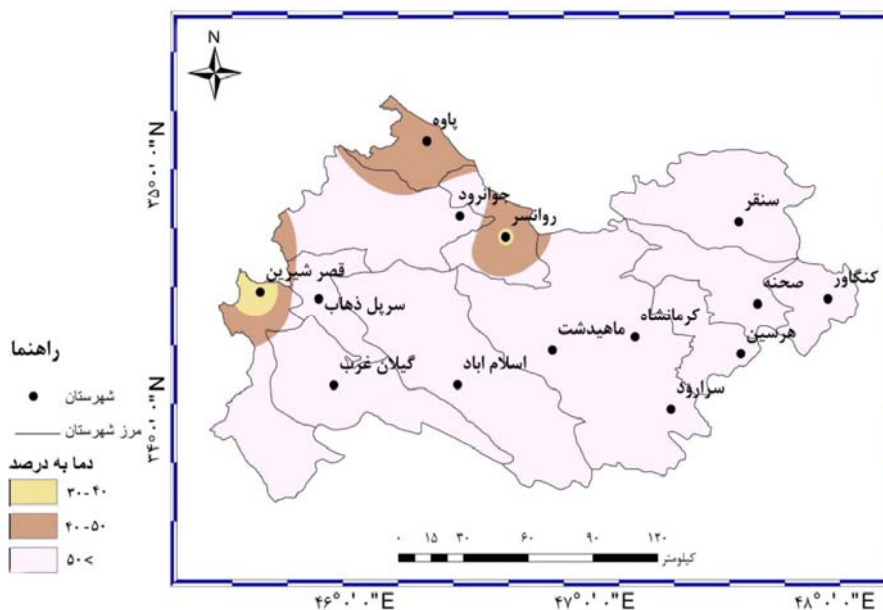 N
پاوه
جوانرود
روانسر
سنقر
قصر شیرین
سرپل ذهاب
کنگاور
صحنه
کرمانشاه
هرسین
ماهیدشت
گیلان غرب
اسلام اباد
سرارود
۳۵°۰'۰"N
۳۴°۰'۰"N
راهنما
شهرستان
مرز شهرستان
دما به درصد
۳۰-۴۰
۴۰-۵۰
۵۰>
۰ ۱۵ ۳۰ ۶۰ ۹۰ ۱۲۰
کیلومتر
۴۶°۰'۰"E ۴۷°۰'۰"E ۴۸°۰'۰"E